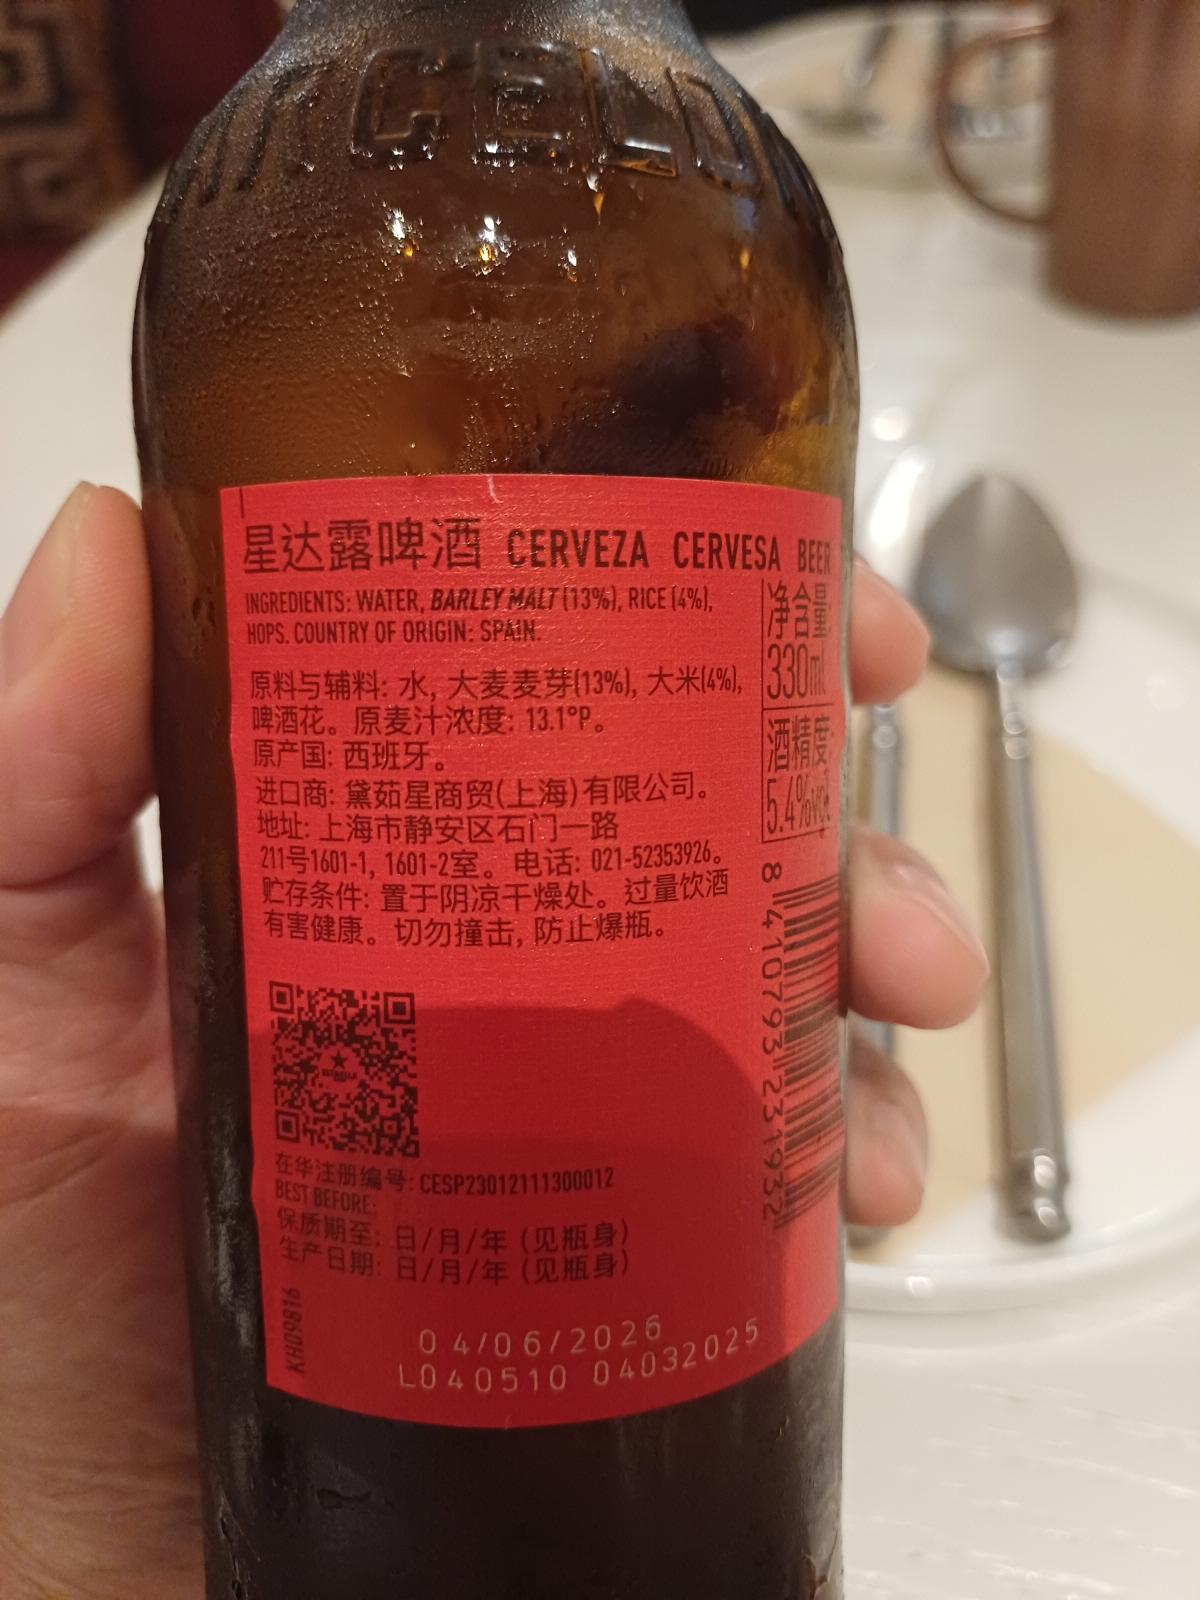 CELO
星达露啤酒 CERVEZA CERVESA BEER
INGREDIENTS: WATER, BARLEY MALT (13%), RICE (4%),
HOPS. COUNTRY OF ORIGIN: SPAIN.
原料与辅料: 水, 大麦麦芽(13%), 大米(4%),
啤酒花。原麦汁浓度: 13.1°P。
原产国: 西班牙。
进口商: 黛茹星商贸(上海)有限公司。
地址: 上海市静安区石门一路
211号1601-1, 1601-2室。电话: 021-52353926。
贮存条件: 置于阴凉干燥处。过量饮酒
有害健康。切勿撞击, 防止爆瓶。
净含量:
330ml
酒精度:
5.4%vol
8 410793 231932
在华注册编号: CESP23012111300012
BEST BEFORE:
保质期至: 日/月/年 (见瓶身)
生产日期: 日/月/年 (见瓶身)
KH09816
04/06/2026
L040510 04032025